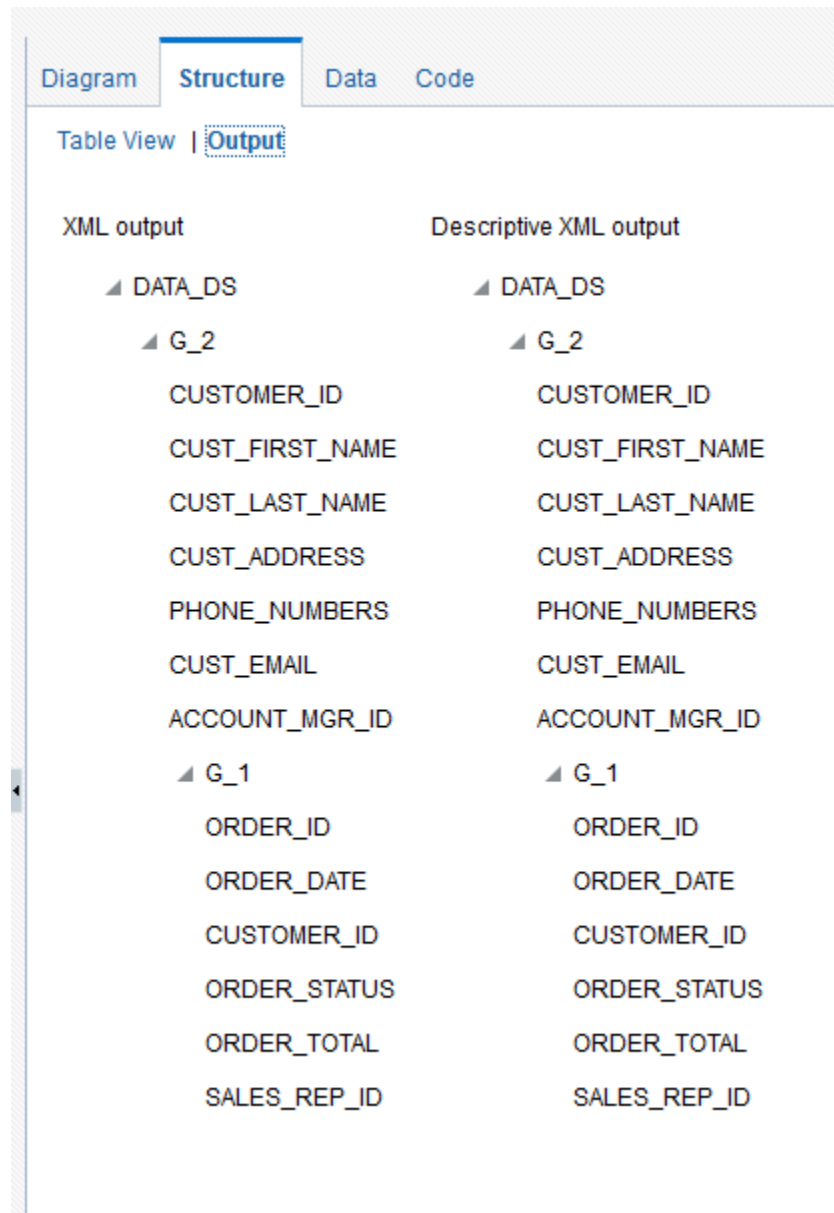 Diagram Structure Data Code
Table View | Output
XML output Descriptive XML output
DATA_DS DATA_DS
G_2 G_2
CUSTOMER_ID CUSTOMER_ID
CUST_FIRST_NAME CUST_FIRST_NAME
CUST_LAST_NAME CUST_LAST_NAME
CUST_ADDRESS CUST_ADDRESS
PHONE_NUMBERS PHONE_NUMBERS
CUST_EMAIL CUST_EMAIL
ACCOUNT_MGR_ID ACCOUNT_MGR_ID
G_1 G_1
ORDER_ID ORDER_ID
ORDER_DATE ORDER_DATE
CUSTOMER_ID CUSTOMER_ID
ORDER_STATUS ORDER_STATUS
ORDER_TOTAL ORDER_TOTAL
SALES_REP_ID SALES_REP_ID